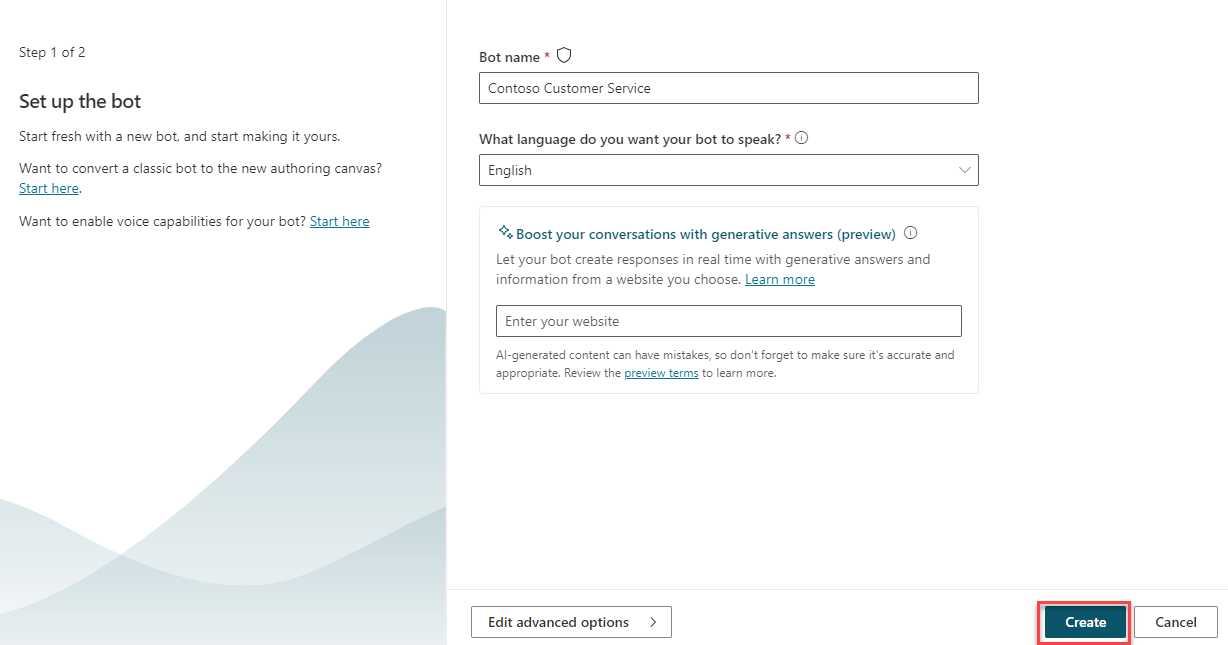 Step 1 of 2
Set up the bot
Start fresh with a new bot, and start making it yours.
Want to convert a classic bot to the new authoring canvas?
Start here.
Want to enable voice capabilities for your bot? Start here
Bot name *
Contoso Customer Service
What language do you want your bot to speak? *
English
Boost your conversations with generative answers (preview)
Let your bot create responses in real time with generative answers and
information from a website you choose. Learn more
Enter your website
AI-generated content can have mistakes, so don't forget to make sure it's accurate and
appropriate. Review the preview terms to learn more.
Edit advanced options
Create
Cancel